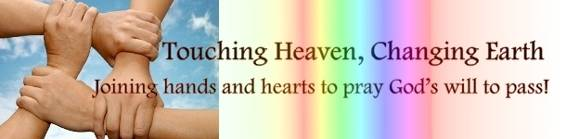 Touching Heaven, Changing Earth
Joining hands and hearts to pray God's will to pass!